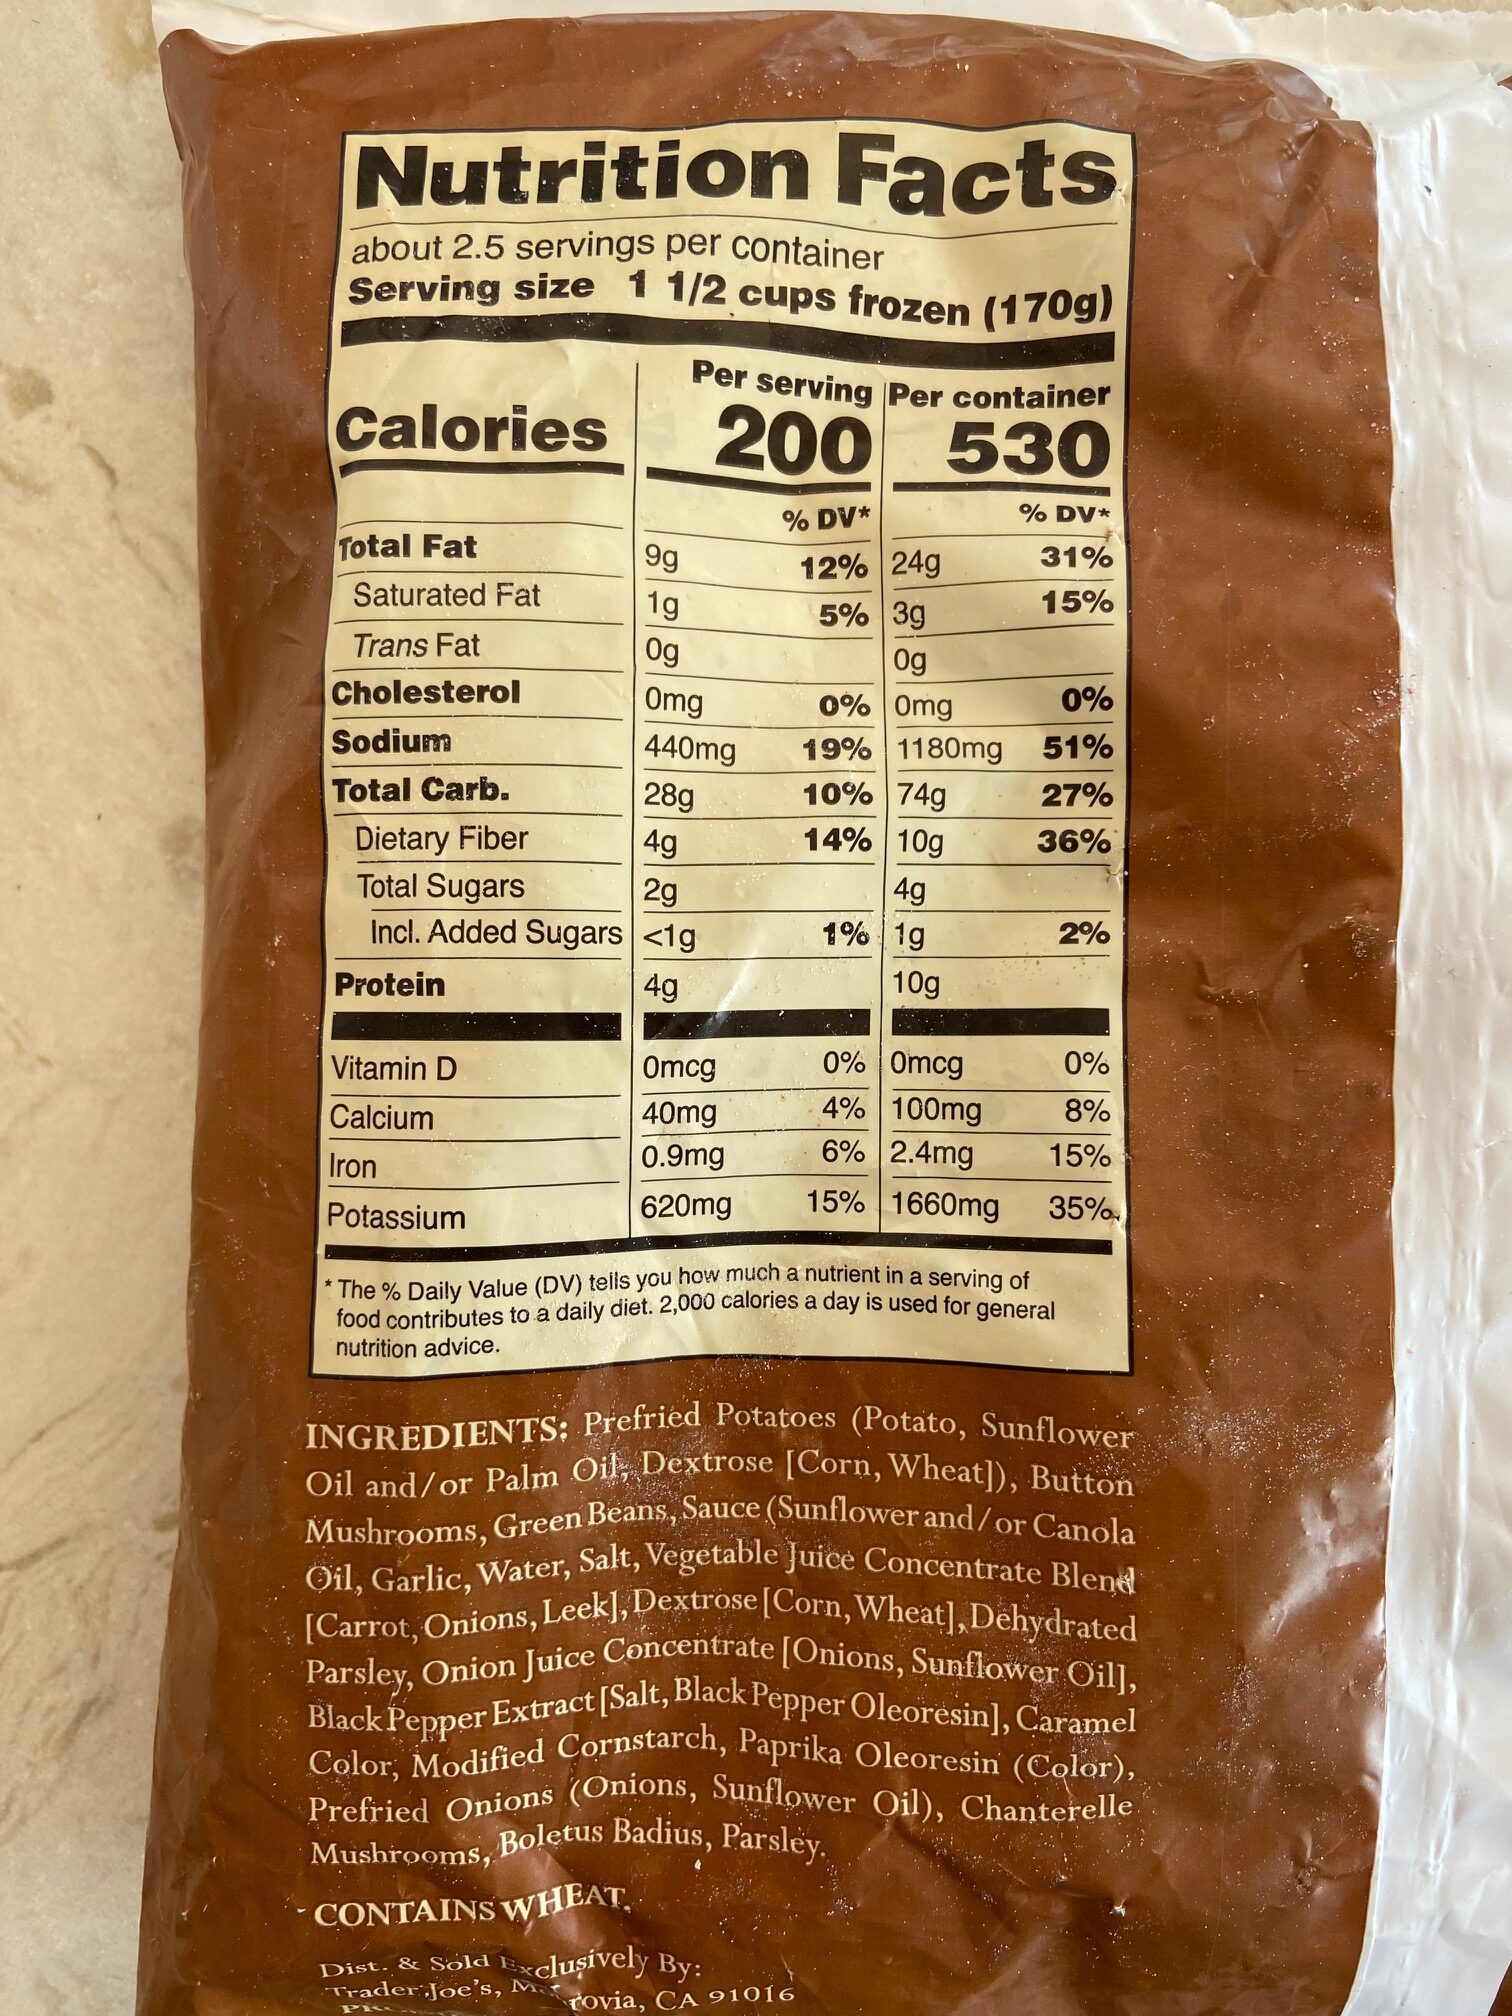 Nutrition Facts
about 2.5 servings per container
Serving size 1 1/2 cups frozen (170g)
Per serving Per container
Calories 200 530
% DV* % DV*
Total Fat 9g 12% 24g 31%
Saturated Fat 1g 5% 3g 15%
Trans Fat 0g 0g
Cholesterol 0mg 0% 0mg 0%
Sodium 440mg 19% 1180mg 51%
Total Carb. 28g 10% 74g 27%
Dietary Fiber 4g 14% 10g 36%
Total Sugars 2g 4g
Incl. Added Sugars <1g 1% 1g 2%
Protein 4g 10g
Vitamin D 0mcg 0% 0mcg 0%
Calcium 40mg 4% 100mg 8%
Iron 0.9mg 6% 2.4mg 15%
Potassium 620mg 15% 1660mg 35%
* The % Daily Value (DV) tells you how much a nutrient in a serving of
food contributes to a daily diet. 2,000 calories a day is used for general
nutrition advice.
INGREDIENTS: Prefried Potatoes (Potato, Sunflower
Oil and/or Palm Oil, Dextrose [Corn, Wheat]), Button
Mushrooms, Green Beans, Sauce (Sunflower and/or Canola
Oil, Garlic, Water, Salt, Vegetable Juice Concentrate Blend
[Carrot, Onions, Leek], Dextrose [Corn, Wheat], Dehydrated
Parsley, Onion Juice Concentrate [Onions, Sunflower Oil],
Black Pepper Extract [Salt, Black Pepper Oleoresin], Caramel
Color, Modified Cornstarch, Paprika Oleoresin (Color),
Prefried Onions (Onions, Sunflower Oil), Chanterelle
Mushrooms, Boletus Badius, Parsley.
CONTAINS WHEAT.
Dist. & Sold Exclusively By:
Trader Joe's, CA 91016